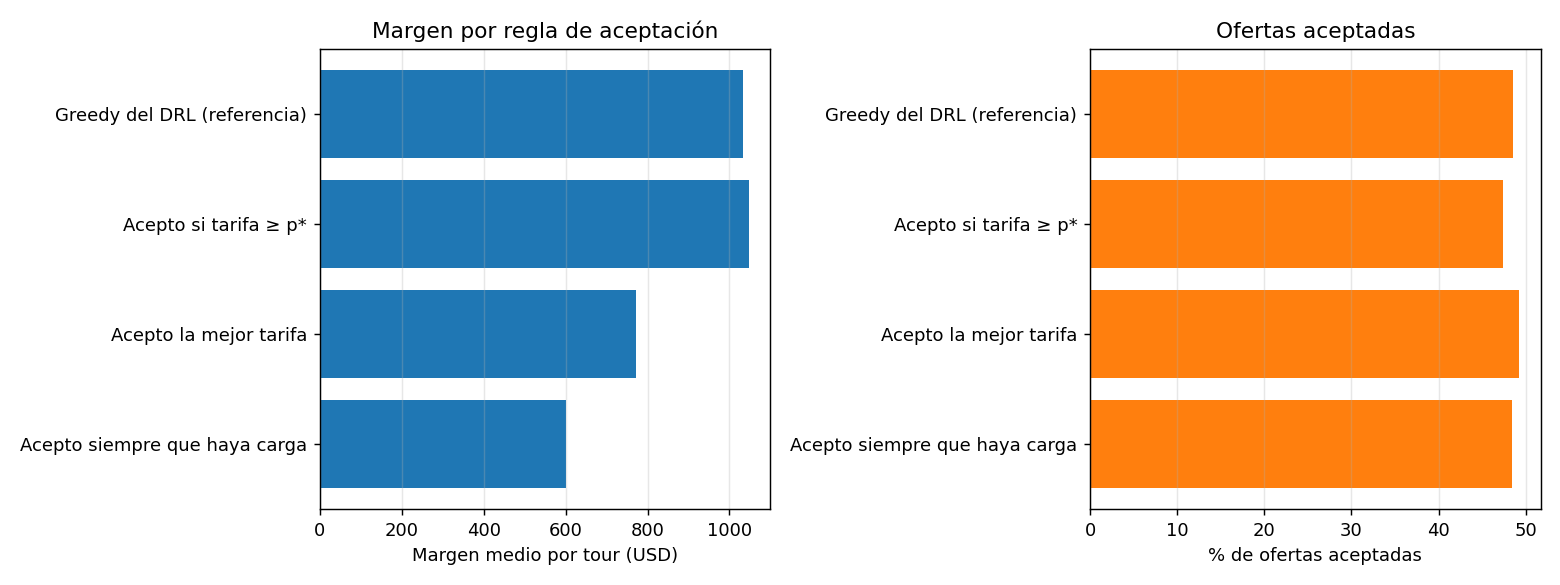 Margen por regla de aceptación
Greedy del DRL (referencia)
Acepto si tarifa ≥ p*
Acepto la mejor tarifa
Acepto siempre que haya carga
0 200 400 600 800 1000
Margen medio por tour (USD)
Ofertas aceptadas
Greedy del DRL (referencia)
Acepto si tarifa ≥ p*
Acepto la mejor tarifa
Acepto siempre que haya carga
0 10 20 30 40 50
% de ofertas aceptadas